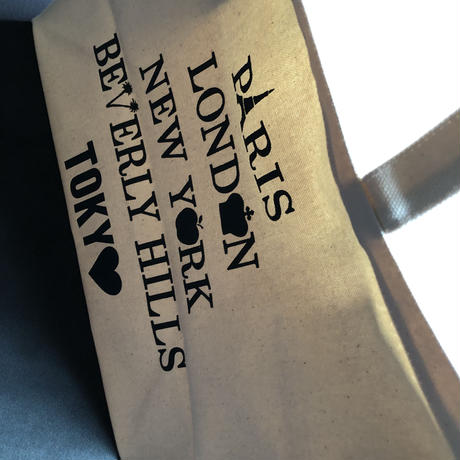 PARIS
LONDON
NEW YORK
BEVERLY HILLS
TOKYO